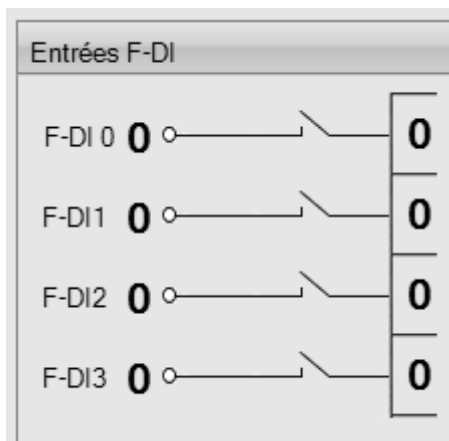 Entrées F-DI
F-DI 0 0 0
F-DI1 0 0
F-DI2 0 0
F-DI3 0 0